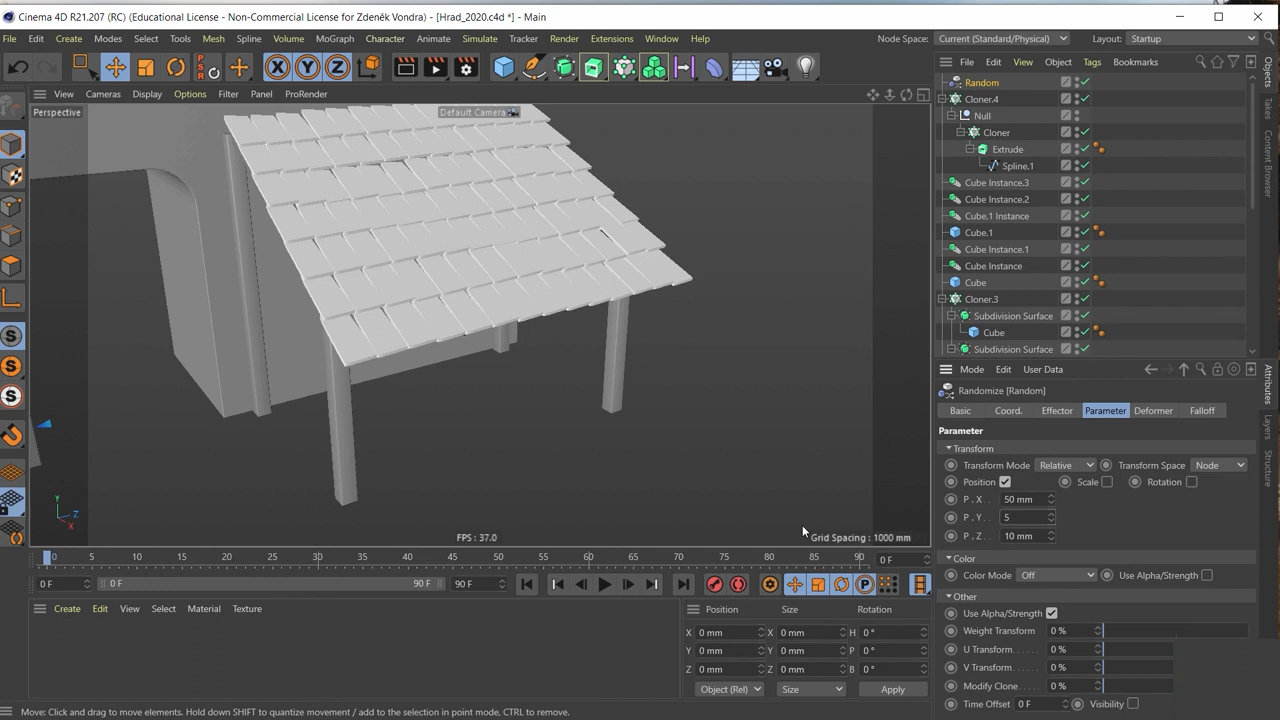 Cinema 4D R21.207 (RC) (Educational License - Non-Commercial License for Zdeněk Vondra) - [Hrad_2020.c4d *] - Main
File Edit Create Modes Select Tools Mesh Spline Volume MoGraph Character Animate Simulate Tracker Render Extensions Window Help Node Space: Current (Standard/Physical) Layout: Startup
PSR
X Y Z
View Cameras Display Options Filter Panel ProRender
Perspective
Default Camera
File Edit View Object Tags Bookmarks
Random
Cloner.4
Null
Cloner
Extrude
Spline.1
Cube Instance.3
Cube Instance.2
Cube.1 Instance
Cube.1
Cube Instance.1
Cube Instance
Cube
Cloner.3
Subdivision Surface
Cube
Subdivision Surface
Objects
Takes
Content Browser
Mode Edit User Data
Randomize [Random]
Basic Coord. Effector Parameter Deformer Falloff
Parameter
Transform
Transform Mode Relative Transform Space Node
Position Scale Rotation
P . X . . 50 mm
P . Y . . 5
P . Z . . 10 mm
Color
Color Mode Off Use Alpha/Strength
Other
Use Alpha/Strength
Weight Transform 0 %
U Transform . . . . . . 0 %
V Transform . . . . . . 0 %
Modify Clone . . . . 0 %
Time Offset 0 F Visibility
Attributes
Layers
Structure
S
S
S
Y
Z
X
FPS : 37.0
Grid Spacing : 1000 mm
0 5 10 15 20 25 30 35 40 45 50 55 60 65 70 75 80 85 90 0 F
0 F 0 F 90 F 90 F
P
Create Edit View Select Material Texture
Position Size Rotation
X 0 mm X 0 mm H 0 °
Y 0 mm Y 0 mm P 0 °
Z 0 mm Z 0 mm B 0 °
Object (Rel) Size Apply
Move: Click and drag to move elements. Hold down SHIFT to quantize movement / add to the selection in point mode, CTRL to remove.